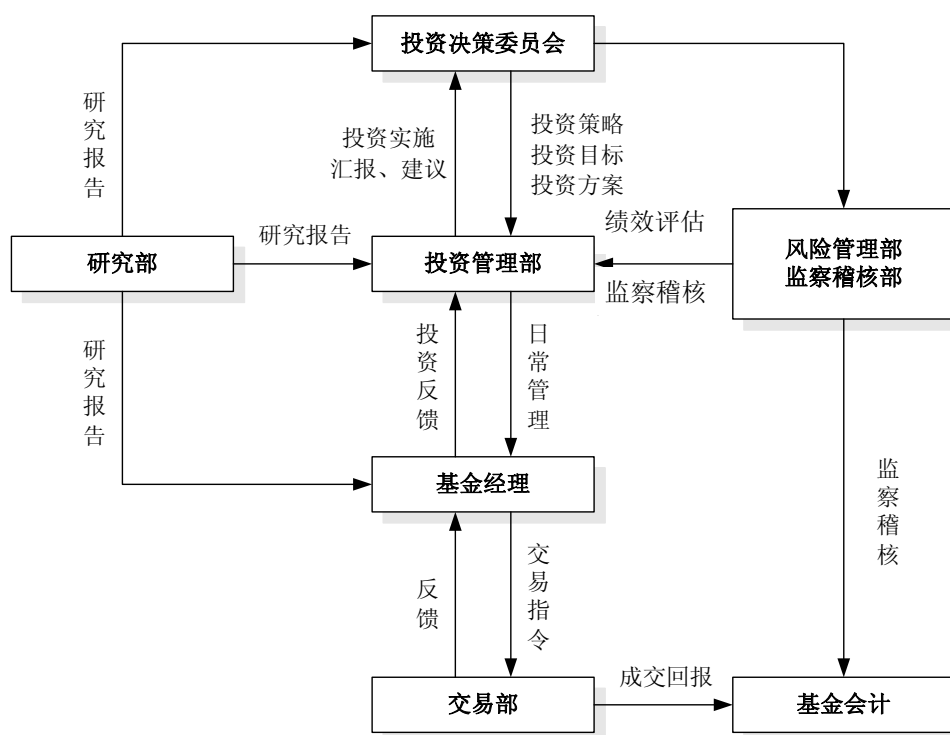 投资决策委员会
研究报告
投资实施
汇报、建议
投资策略
投资目标
投资方案
研究部
研究报告
投资管理部
绩效评估
监察稽核
风险管理部
监察稽核部
研究报告
投资反馈
日常管理
基金经理
监察稽核
反馈
交易指令
交易部
成交回报
基金会计